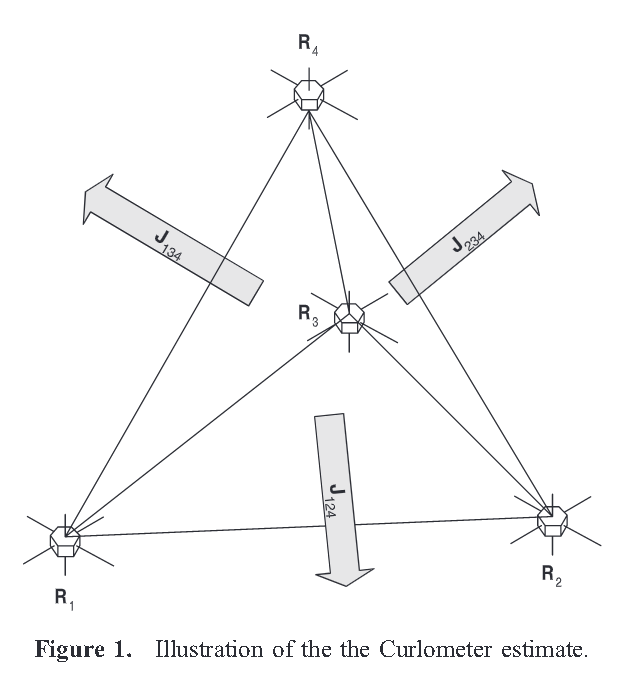 R4
J134
J234
R3
J124
R2
R1
Figure 1. Illustration of the the Curlometer estimate.